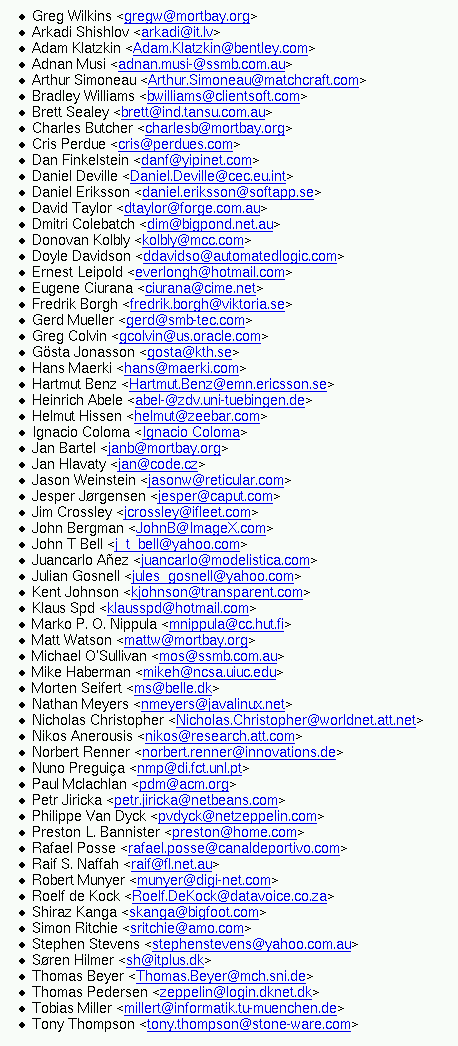 Greg Wilkins <gregw@mortbay.org>
Arkadi Shishlov <arkadi@it.lv>
Adam Klatzkin <Adam.Klatzkin@bentley.com>
Adnan Musi <adnan.musi-@ssmb.com.au>
Arthur Simoneau <Arthur.Simoneau@matchcraft.com>
Bradley Williams <bwilliams@clientsoft.com>
Brett Sealey <brett@ind.tansu.com.au>
Charles Butcher <charlesb@mortbay.org>
Cris Perdue <cris@perdues.com>
Dan Finkelstein <danf@yipinet.com>
Daniel Deville <Daniel.Deville@cec.eu.int>
Daniel Eriksson <daniel.eriksson@softapp.se>
David Taylor <dtaylor@forge.com.au>
Dmitri Colebatch <dim@bigpond.net.au>
Donovan Kolbly <kolbly@mcc.com>
Doyle Davidson <ddavidso@automatedlogic.com>
Ernest Leipold <everlongh@hotmail.com>
Eugene Ciurana <ciurana@cime.net>
Fredrik Borgh <fredrik.borgh@viktoria.se>
Gerd Mueller <gerd@smb-tec.com>
Greg Colvin <gcolvin@us.oracle.com>
Gösta Jonasson <gosta@kth.se>
Hans Maerki <hans@maerki.com>
Hartmut Benz <Hartmut.Benz@emn.ericsson.se>
Heinrich Abele <abel-@zdv.uni-tuebingen.de>
Helmut Hissen <helmut@zeebar.com>
Ignacio Coloma <Ignacio Coloma>
Jan Bartel <janb@mortbay.org>
Jan Hlavaty <jan@code.cz>
Jason Weinstein <jasonw@reticular.com>
Jesper Jørgensen <jesper@caput.com>
Jim Crossley <jcrossley@ifleet.com>
John Bergman <JohnB@ImageX.com>
John T Bell <j_t_bell@yahoo.com>
Juancarlo Añez <juancarlo@modelistica.com>
Julian Gosnell <jules_gosnell@yahoo.com>
Kent Johnson <kjohnson@transparent.com>
Klaus Spd <klausspd@hotmail.com>
Marko P. O. Nippula <mnippula@cc.hut.fi>
Matt Watson <mattw@mortbay.org>
Michael O'Sullivan <mos@ssmb.com.au>
Mike Haberman <mikeh@ncsa.uiuc.edu>
Morten Seifert <ms@belle.dk>
Nathan Meyers <nmeyers@javalinux.net>
Nicholas Christopher <Nicholas.Christopher@worldnet.att.net>
Nikos Anerousis <nikos@research.att.com>
Norbert Renner <norbert.renner@innovations.de>
Nuno Preguiça <nmp@di.fct.unl.pt>
Paul Mclachlan <pdm@acm.org>
Petr Jiricka <petr.jiricka@netbeans.com>
Philippe Van Dyck <pvdyck@netzeppelin.com>
Preston L. Bannister <preston@home.com>
Rafael Posse <rafael.posse@canaldeportivo.com>
Raif S. Naffah <raif@fl.net.au>
Robert Munyer <munyer@digi-net.com>
Roelf de Kock <Roelf.DeKock@datavoice.co.za>
Shiraz Kanga <skanga@bigfoot.com>
Simon Ritchie <sritchie@amo.com>
Stephen Stevens <stephenstevens@yahoo.com.au>
Søren Hilmer <sh@itplus.dk>
Thomas Beyer <Thomas.Beyer@mch.sni.de>
Thomas Pedersen <zeppelin@login.dknet.dk>
Tobias Miller <millert@informatik.tu-muenchen.de>
Tony Thompson <tony.thompson@stone-ware.com>